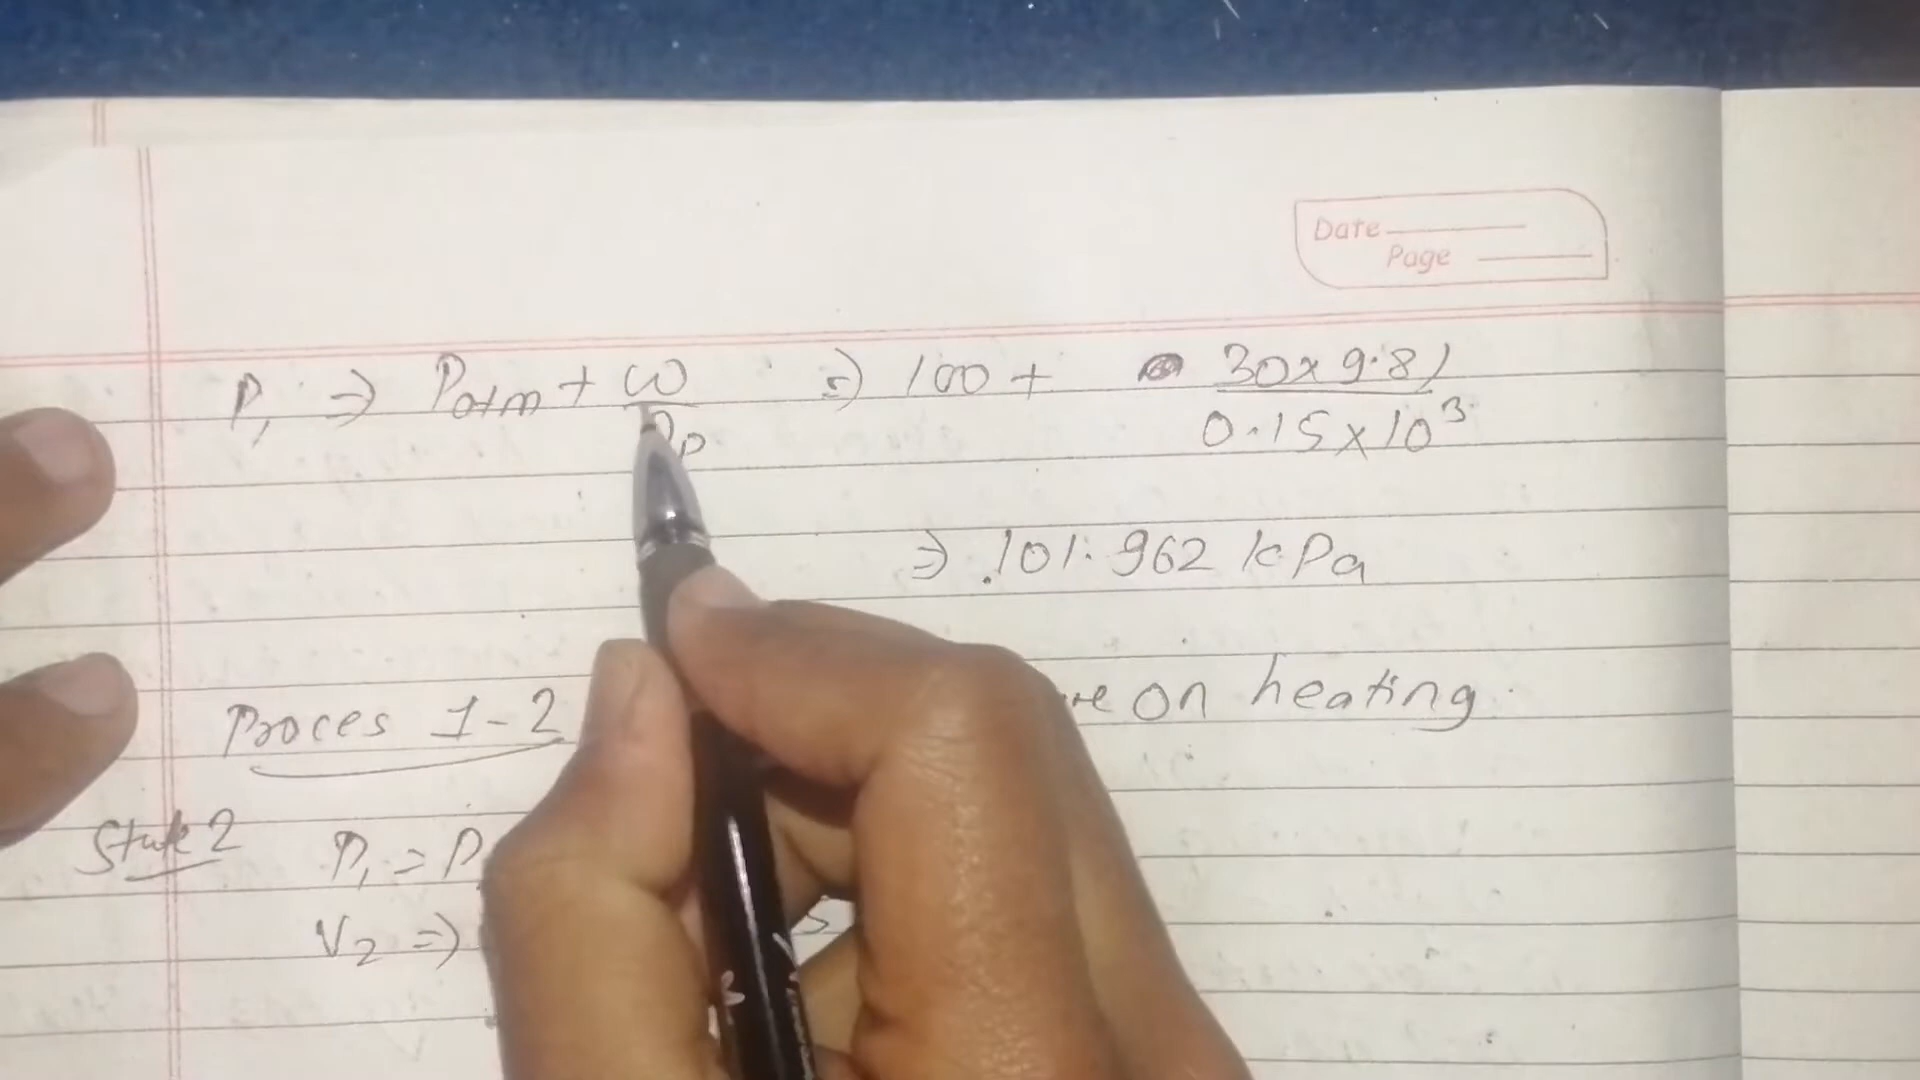 Date
Page
P₁ ⇒ Patm + W/ p ⇒ 100 + 30×9.81/0.15×10³
⇒ 101.962 kPa
Proces 1-2 on heating
State 2 P₁ = P
V₂ ⇒